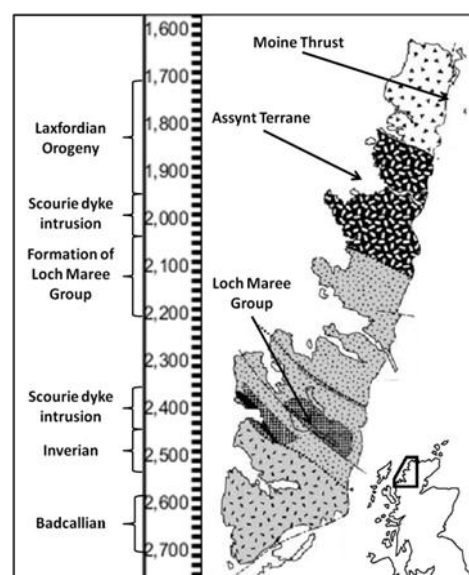 1,600
1,700
1,800
1,900
2,000
2,100
2,200
2,300
2,400
2,500
2,600
2,700
Laxfordian
Orogeny
Scourie dyke
intrusion
Formation of
Loch Maree
Group
Scourie dyke
intrusion
Inverian
Badcallian
Moine Thrust
Assynt Terrane
Loch Maree
Group